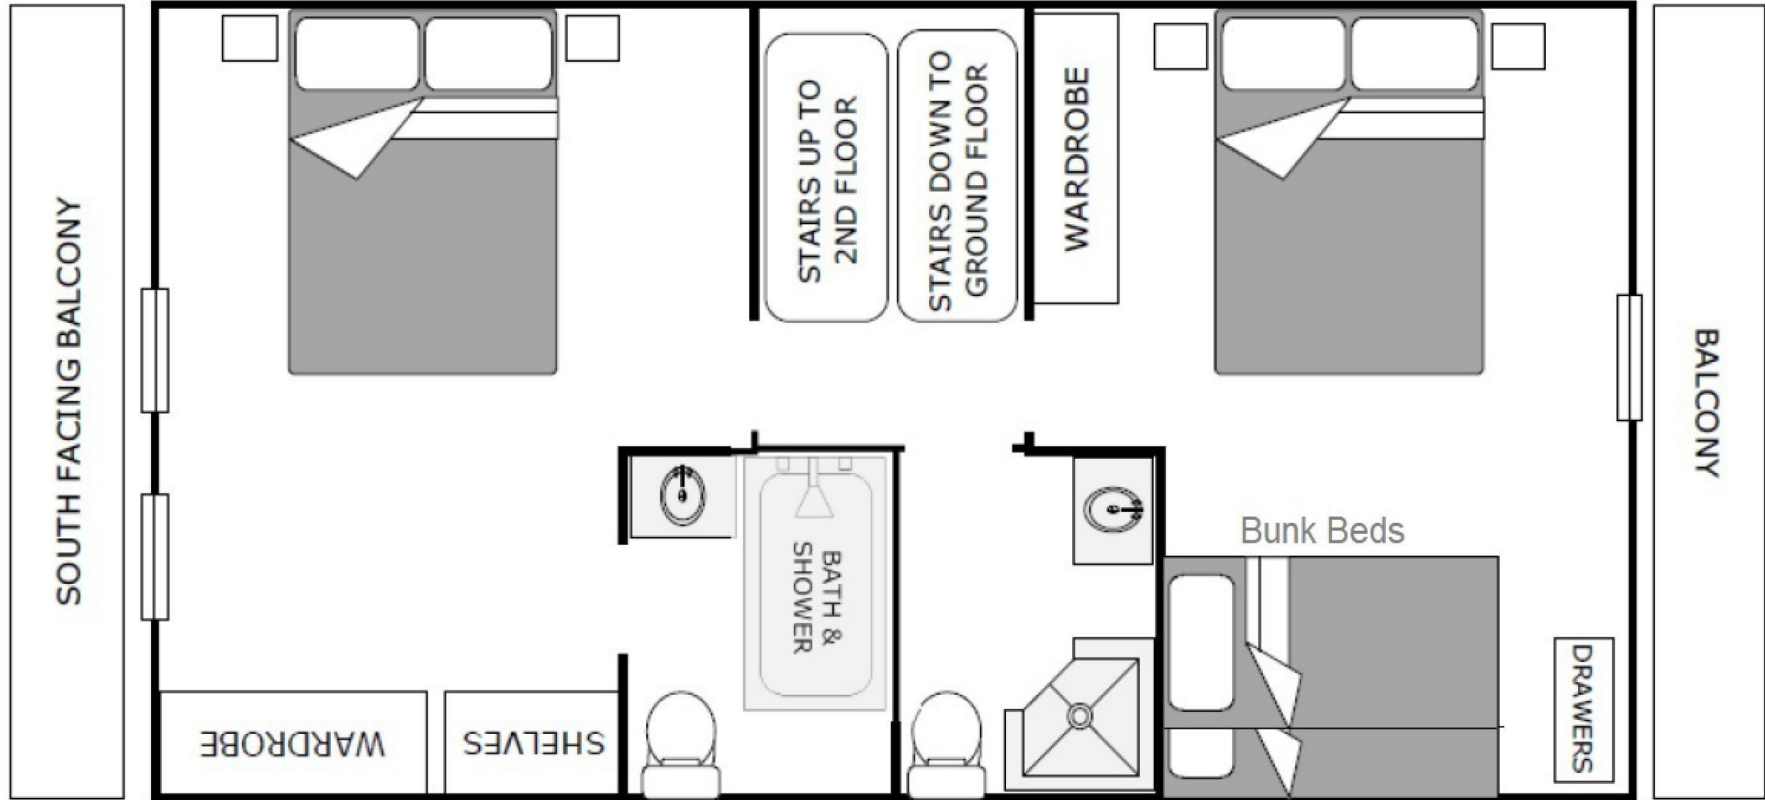 SOUTH FACING BALCONY
STAIRS UP TO
2ND FLOOR
STAIRS DOWN TO
GROUND FLOOR
WARDROBE
BALCONY
BATH &
SHOWER
Bunk Beds
WARDROBE
SHELVES
DRAWERS